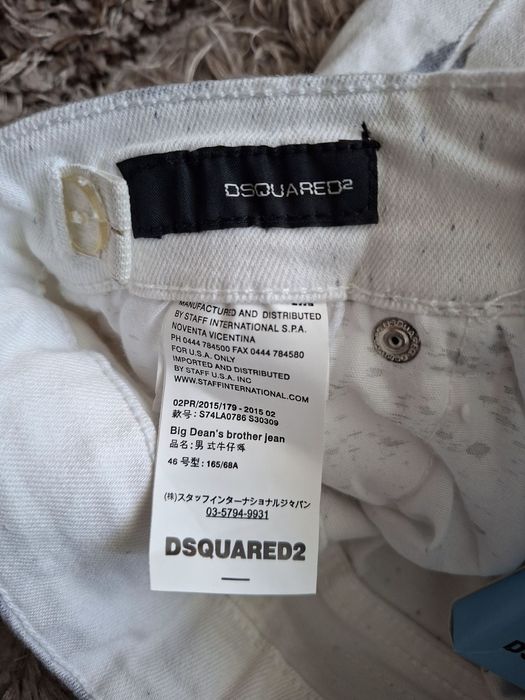 DSQUARED2
MANUFACTURED AND DISTRIBUTED
BY STAFF INTERNATIONAL S.P.A.
NOVENTA VICENTINA
PH 0444 784500 FAX 0444 784580
FOR U.S.A. ONLY
IMPORTED AND DISTRIBUTED
BY STAFF U.S.A. INC
WWW.STAFFINTERNATIONAL.COM
02PR/2015/179 - 2015 02
款号: S74LA0786 S30309
Big Dean's brother jean
品名: 男 式牛仔裤
46 号型: 165/68A
(株)スタッフインターナショナルジャパン
03-5794-9931
DSQUARED2